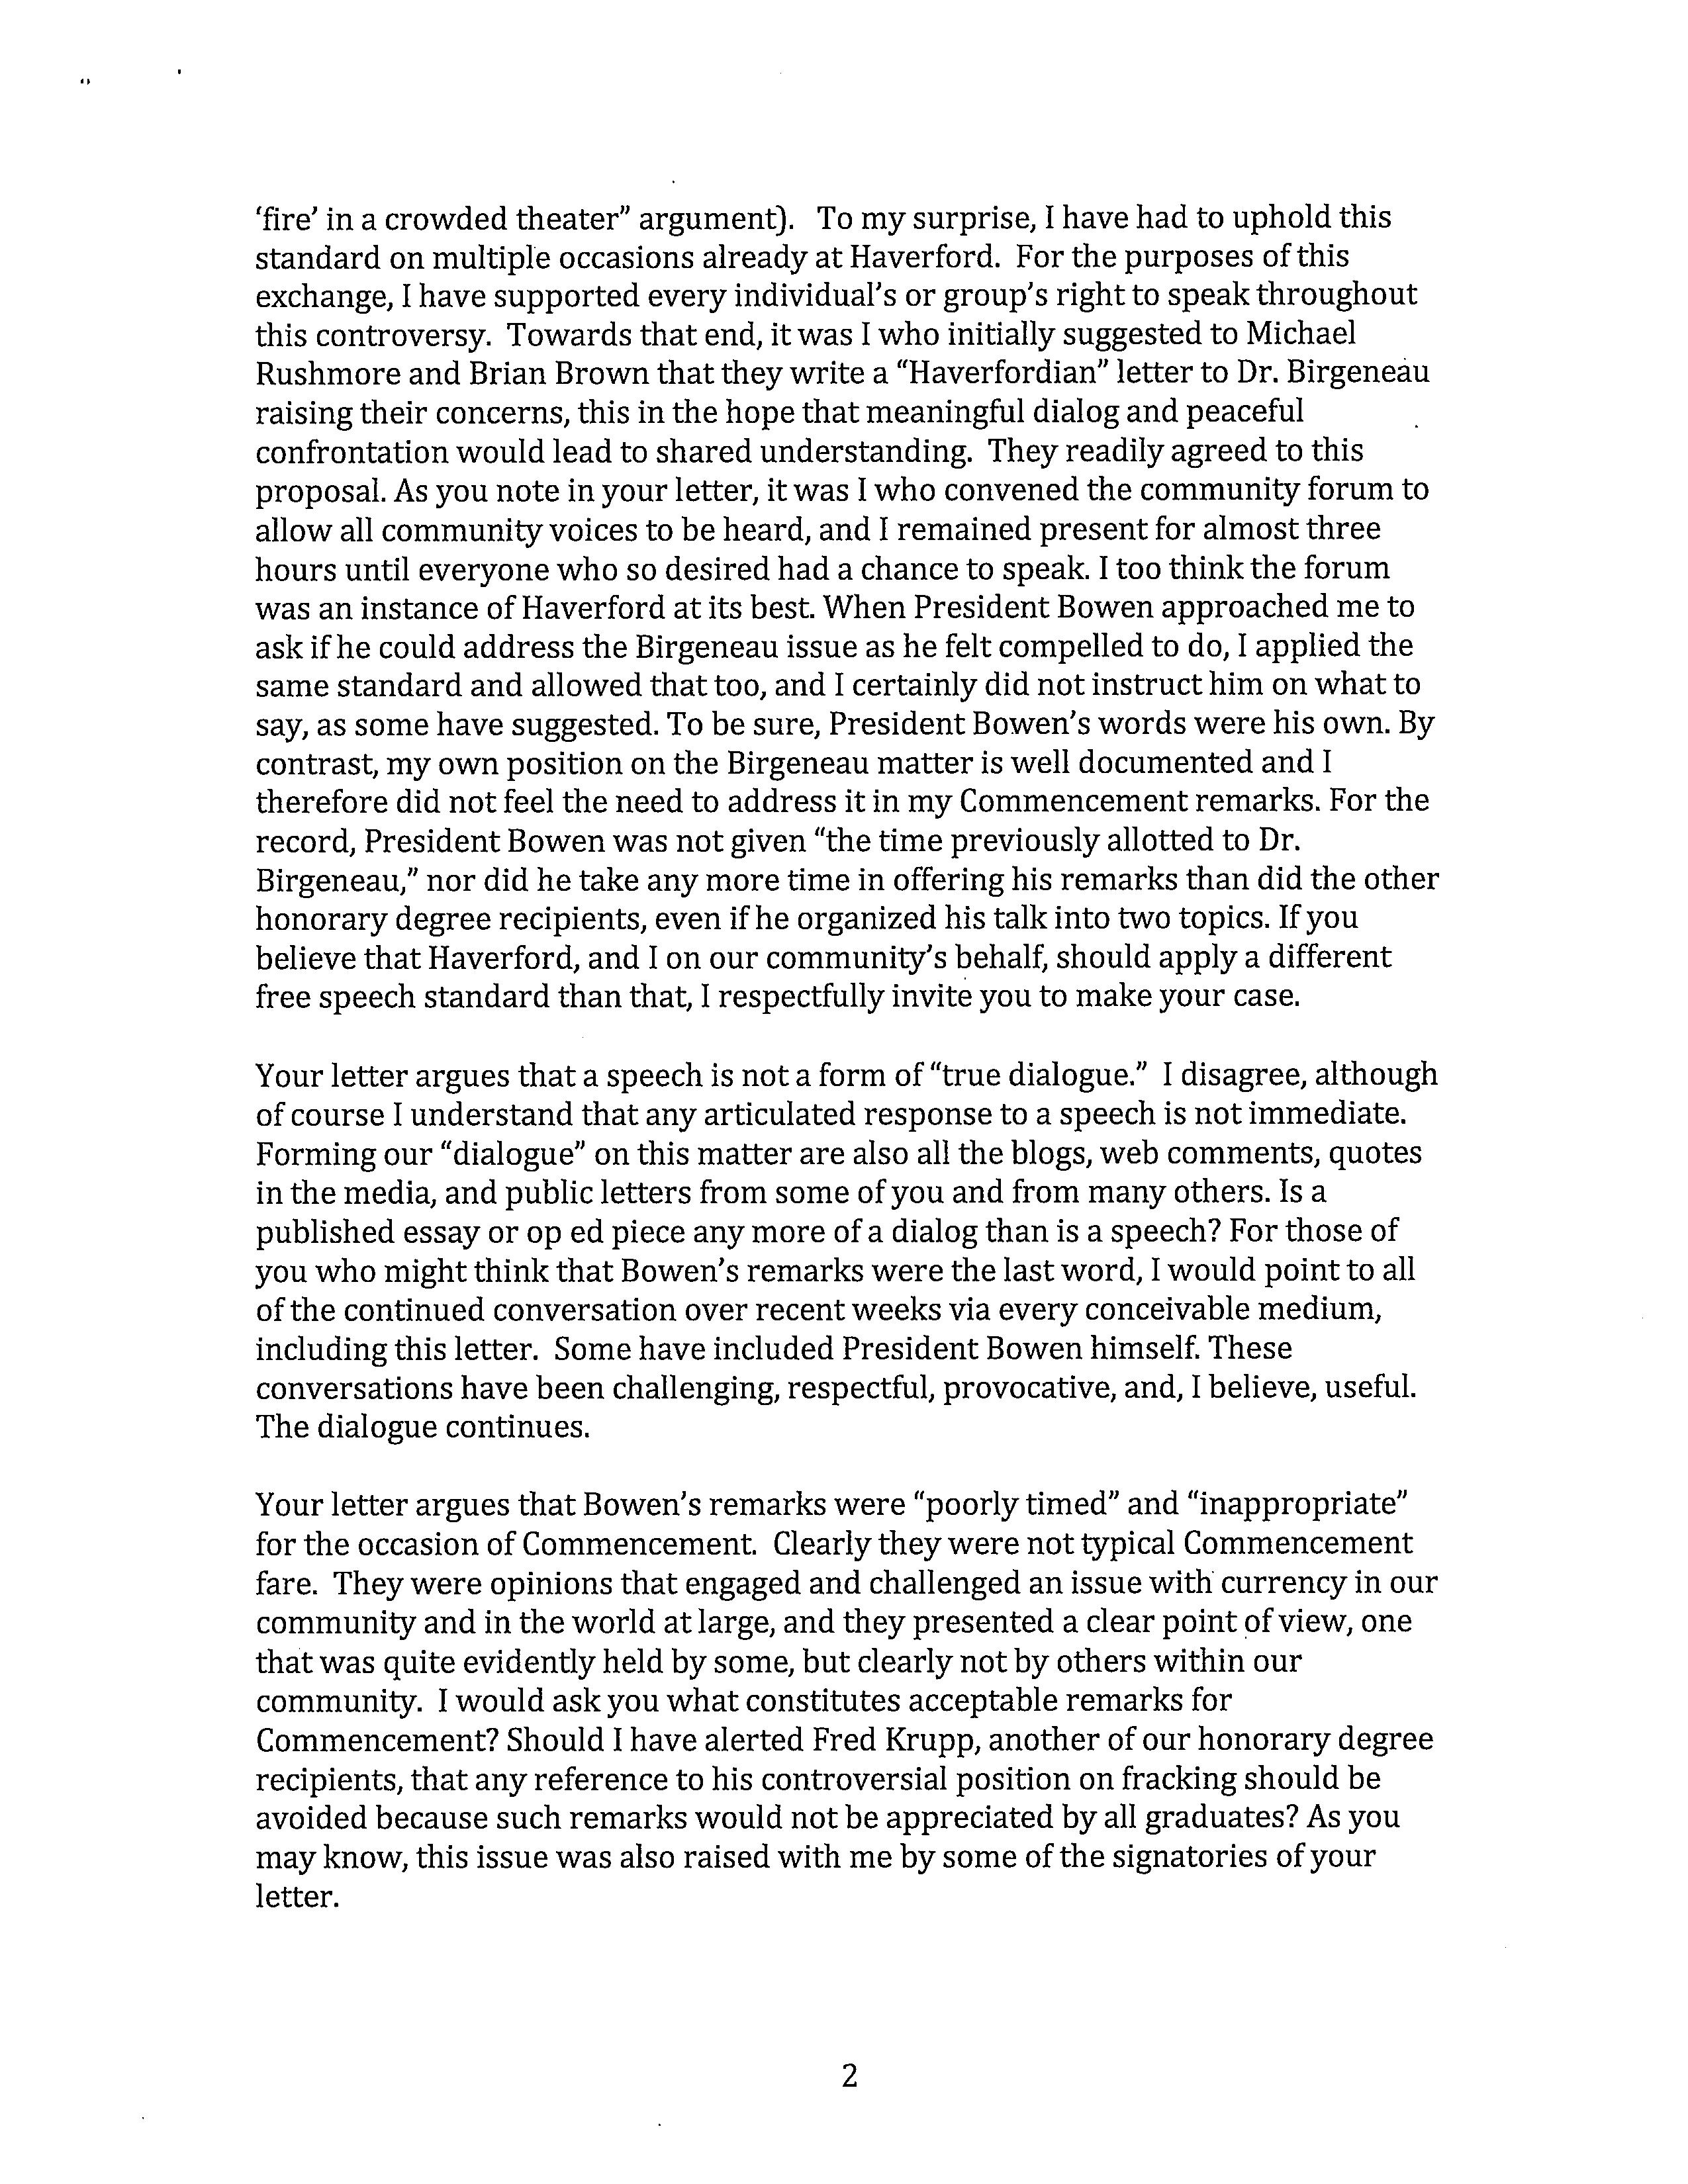 ‘fire’ in a crowded theater” argument).   To my surprise, I have had to uphold this
standard on multiple occasions already at Haverford.  For the purposes of this
exchange, I have supported every individual’s or group’s right to speak throughout
this controversy.  Towards that end, it was I who initially suggested to Michael
Rushmore and Brian Brown that they write a “Haverfordian” letter to Dr. Birgeneau
raising their concerns, this in the hope that meaningful dialog and peaceful
confrontation would lead to shared understanding.  They readily agreed to this
proposal. As you note in your letter, it was I who convened the community forum to
allow all community voices to be heard, and I remained present for almost three
hours until everyone who so desired had a chance to speak. I too think the forum
was an instance of Haverford at its best. When President Bowen approached me to
ask if he could address the Birgeneau issue as he felt compelled to do, I applied the
same standard and allowed that too, and I certainly did not instruct him on what to
say, as some have suggested. To be sure, President Bowen’s words were his own. By
contrast, my own position on the Birgeneau matter is well documented and I
therefore did not feel the need to address it in my Commencement remarks. For the
record, President Bowen was not given “the time previously allotted to Dr.
Birgeneau,” nor did he take any more time in offering his remarks than did the other
honorary degree recipients, even if he organized his talk into two topics. If you
believe that Haverford, and I on our community’s behalf, should apply a different
free speech standard than that, I respectfully invite you to make your case.

Your letter argues that a speech is not a form of “true dialogue.”  I disagree, although
of course I understand that any articulated response to a speech is not immediate.
Forming our “dialogue” on this matter are also all the blogs, web comments, quotes
in the media, and public letters from some of you and from many others. Is a
published essay or op ed piece any more of a dialog than is a speech? For those of
you who might think that Bowen’s remarks were the last word, I would point to all
of the continued conversation over recent weeks via every conceivable medium,
including this letter.  Some have included President Bowen himself. These
conversations have been challenging, respectful, provocative, and, I believe, useful.
The dialogue continues.

Your letter argues that Bowen’s remarks were “poorly timed” and “inappropriate”
for the occasion of Commencement.  Clearly they were not typical Commencement
fare.  They were opinions that engaged and challenged an issue with currency in our
community and in the world at large, and they presented a clear point of view, one
that was quite evidently held by some, but clearly not by others within our
community.  I would ask you what constitutes acceptable remarks for
Commencement? Should I have alerted Fred Krupp, another of our honorary degree
recipients, that any reference to his controversial position on fracking should be
avoided because such remarks would not be appreciated by all graduates? As you
may know, this issue was also raised with me by some of the signatories of your
letter.

2